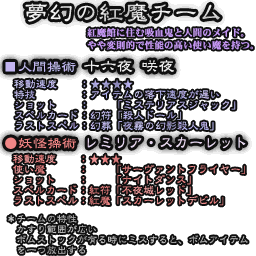 夢幻の紅魔チーム
紅魔館に住む吸血鬼と人間のメイド。
やや変則的で性能の高い使い魔を持つ。
■人間操術 十六夜 咲夜
移動速度 : ★★★★
特技 : アイテムの落下速度が遅い
ショット : 「ミステリアスジャック」
スペルカード : 幻符「殺人ドール」
ラストスペル : 幻葬「夜霧の幻影殺人鬼」
●妖怪操術 レミリア・スカーレット
移動速度 : ★★★
使い魔 : 「サーヴァントフライヤー」
ショット : 「ナイトダンス」
スペルカード : 紅符「不夜城レッド」
ラストスペル : 紅魔「スカーレットデビル」
*チームの特性
かすり範囲が広い
ボムストックが有る時にミスすると、ボムアイテム
を一つ放出する